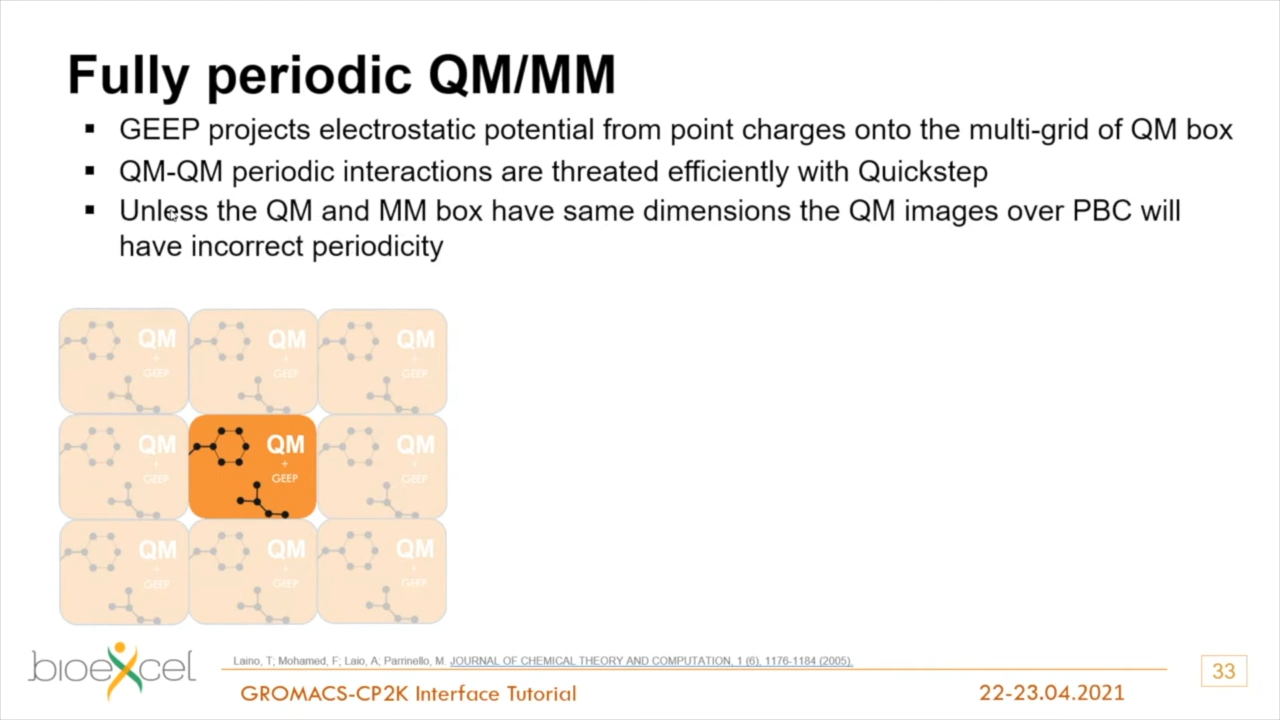 Fully periodic QM/MM
▪ GEEP projects electrostatic potential from point charges onto the multi-grid of QM box
▪ QM-QM periodic interactions are threated efficiently with Quickstep
▪ Unless the QM and MM box have same dimensions the QM images over PBC will
have incorrect periodicity
QM QM QM
+ + +
GEEP GEEP GEEP
QM QM QM
+ + +
GEEP GEEP GEEP
QM QM QM
+ + +
GEEP GEEP GEEP
bioexcel
Laino, T; Mohamed, F; Laio, A; Parrinello, M. JOURNAL OF CHEMICAL THEORY AND COMPUTATION, 1 (6), 1176-1184 (2005).
33
GROMACS-CP2K Interface Tutorial 22-23.04.2021